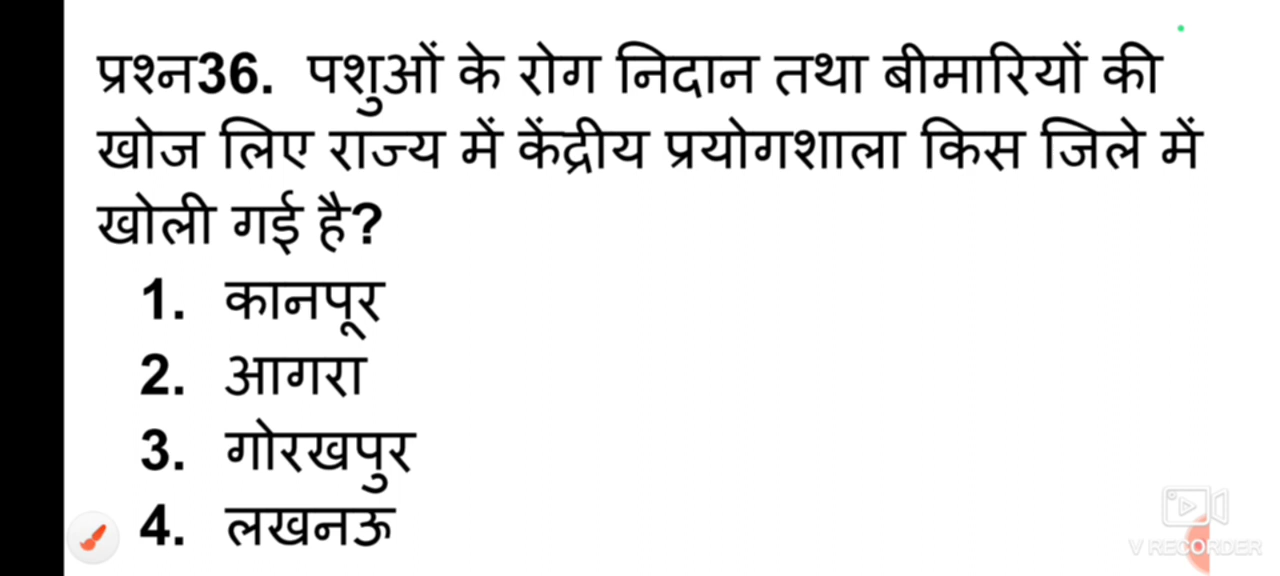 प्रश्न36. पशुओं के रोग निदान तथा बीमारियों की
खोज लिए राज्य में केंद्रीय प्रयोगशाला किस जिले में
खोली गई है?
1. कानपूर
2. आगरा
3. गोरखपुर
4. लखनऊ
V RECORDER